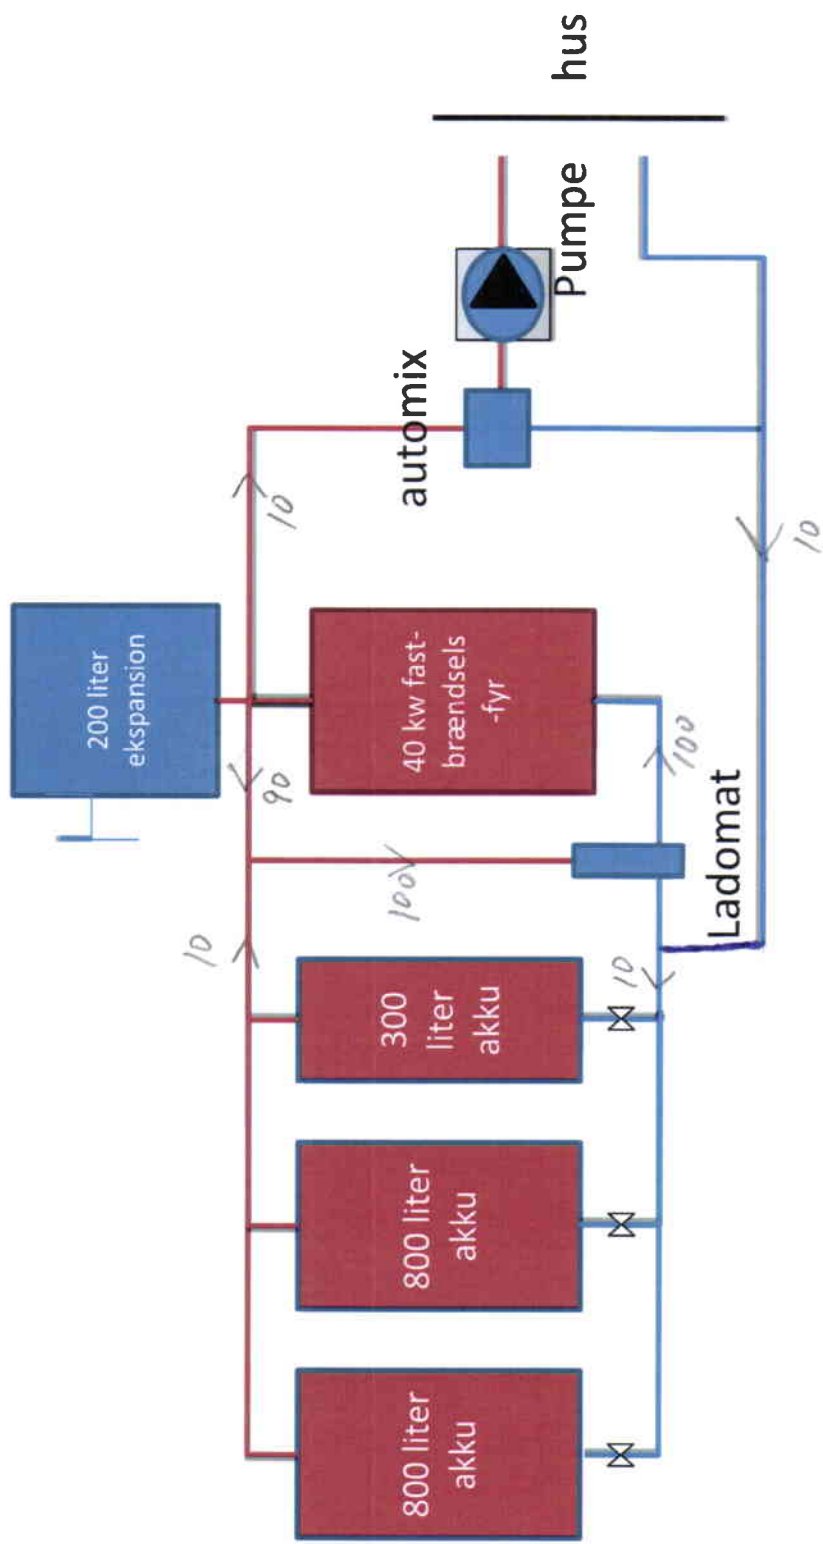 200 liter
ekspansion
10
90
10
800 liter
akku
800 liter
akku
300
liter
akku
100
40 kw fast-
brændsels
-fyr
automix
Pumpe
hus
10
100
Ladomat
10